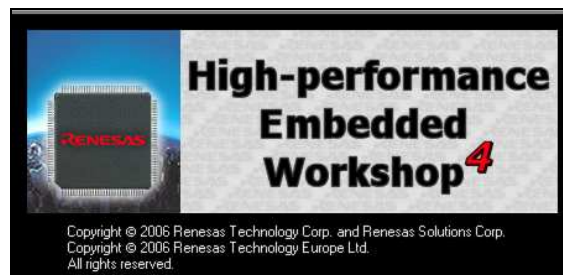 RENESAS
High-performance
Embedded
Workshop4
Copyright © 2006 Renesas Technology Corp. and Renesas Solutions Corp.
Copyright © 2006 Renesas Technology Europe Ltd.
All rights reserved.